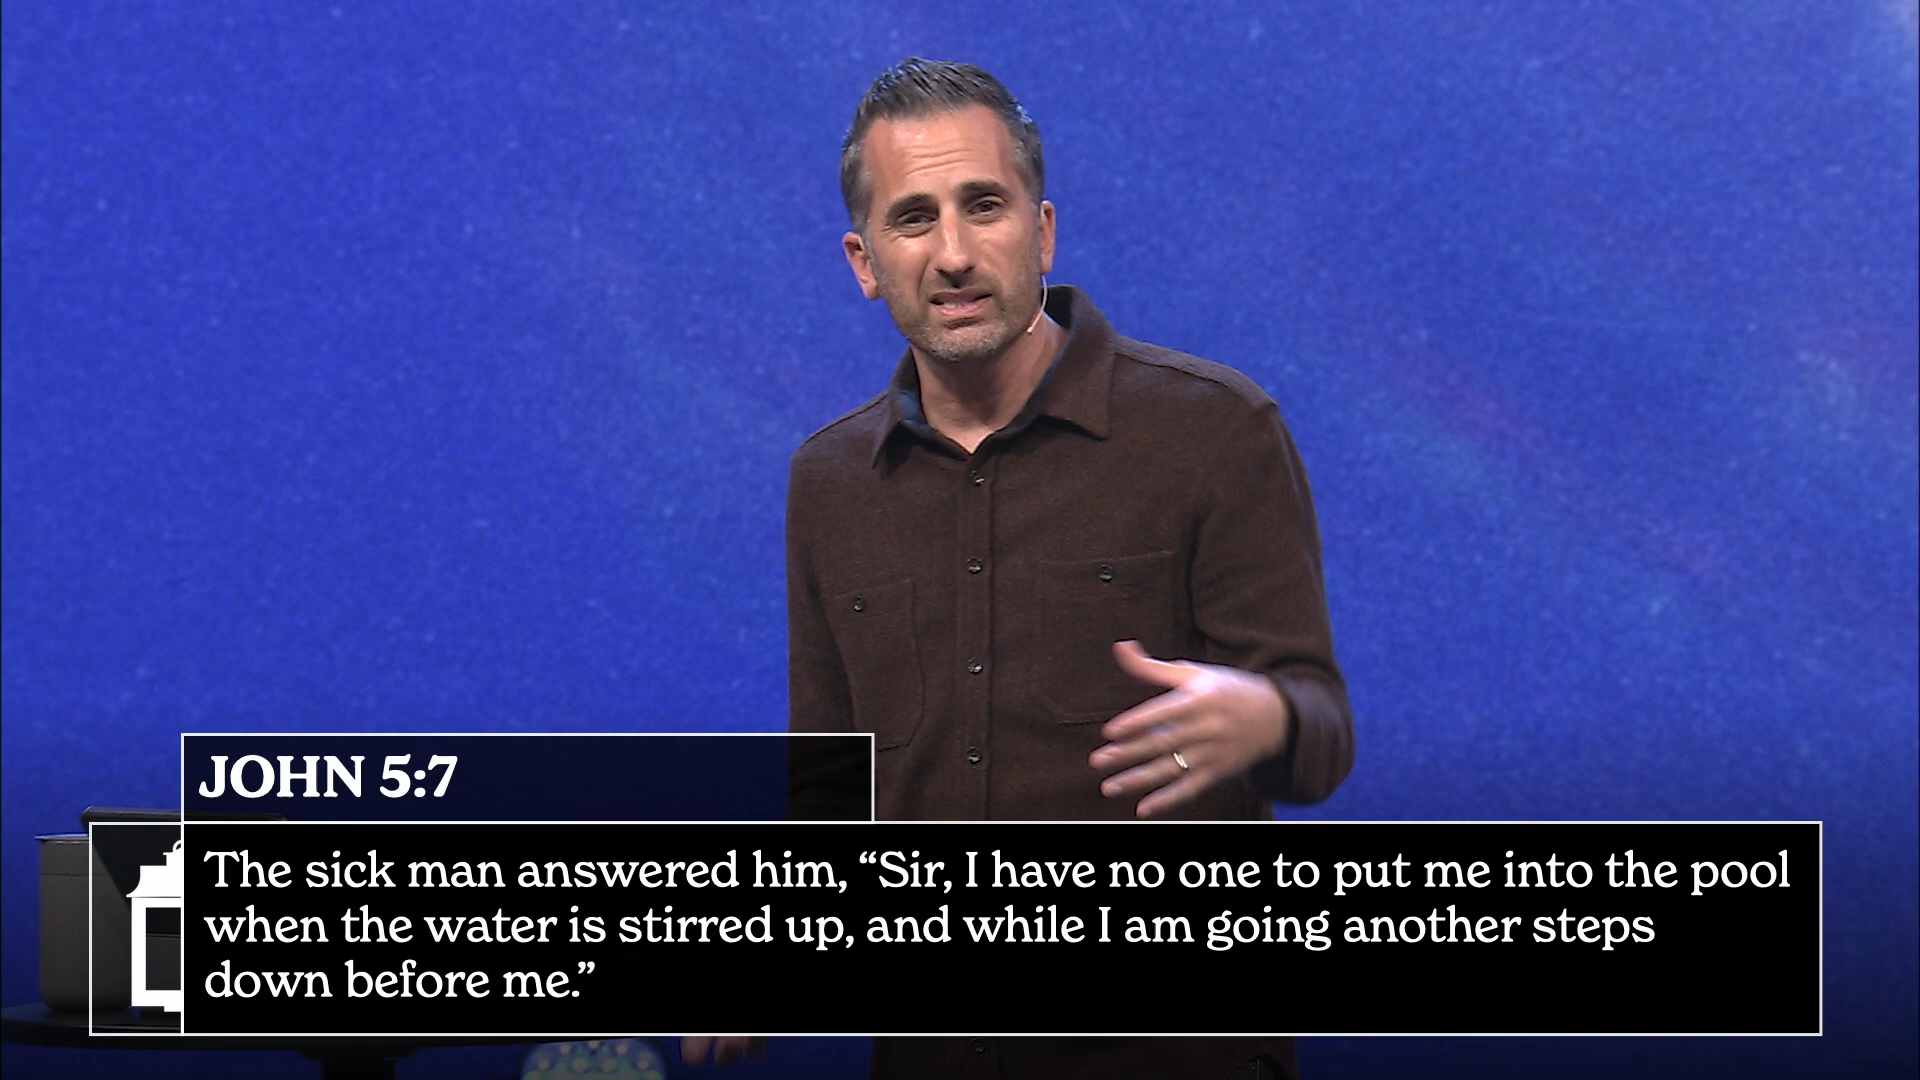 JOHN 5:7
The sick man answered him, “Sir, I have no one to put me into the pool
when the water is stirred up, and while I am going another steps
down before me.”